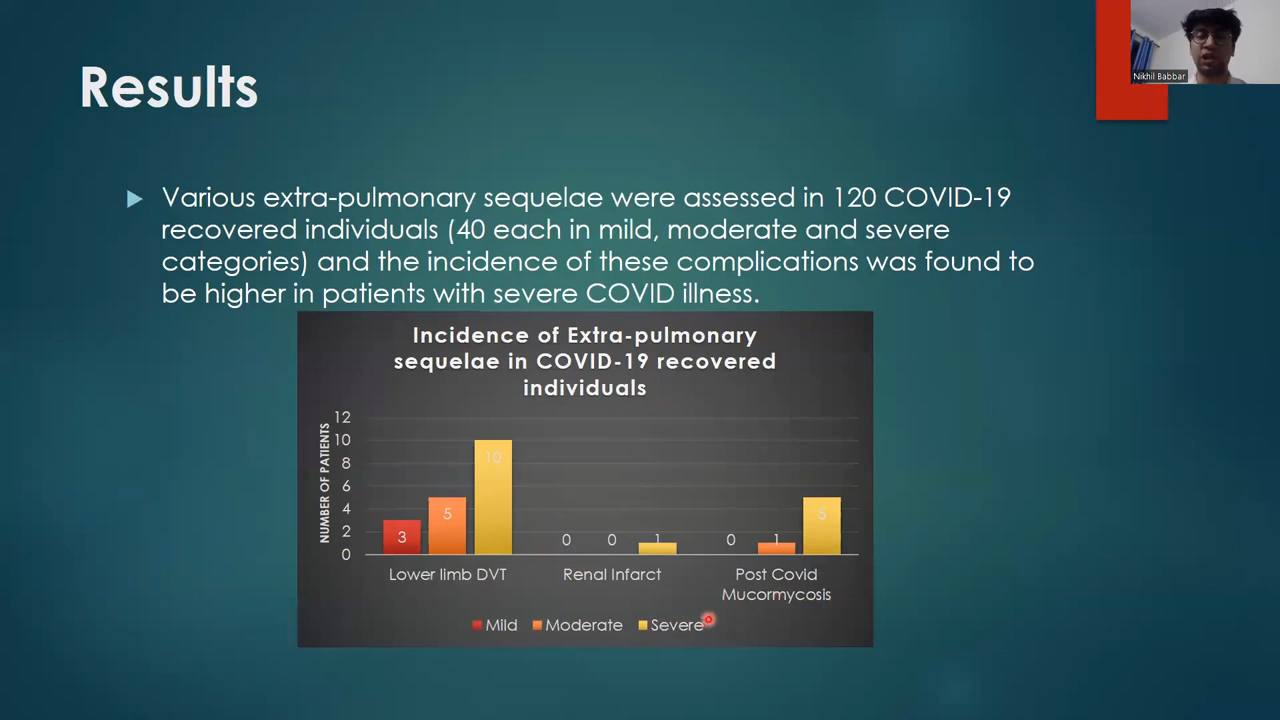 Results
Nikhil Babbar
Various extra-pulmonary sequelae were assessed in 120 COVID-19
recovered individuals (40 each in mild, moderate and severe
categories) and the incidence of these complications was found to
be higher in patients with severe COVID illness.
Incidence of Extra-pulmonary
sequelae in COVID-19 recovered
individuals
NUMBER OF PATIENTS
12
10
8
6
4
2
0
3
5
10
0
0
1
0
1
5
Lower limb DVT
Renal Infarct
Post Covid
Mucormycosis
Mild
Moderate
Severe